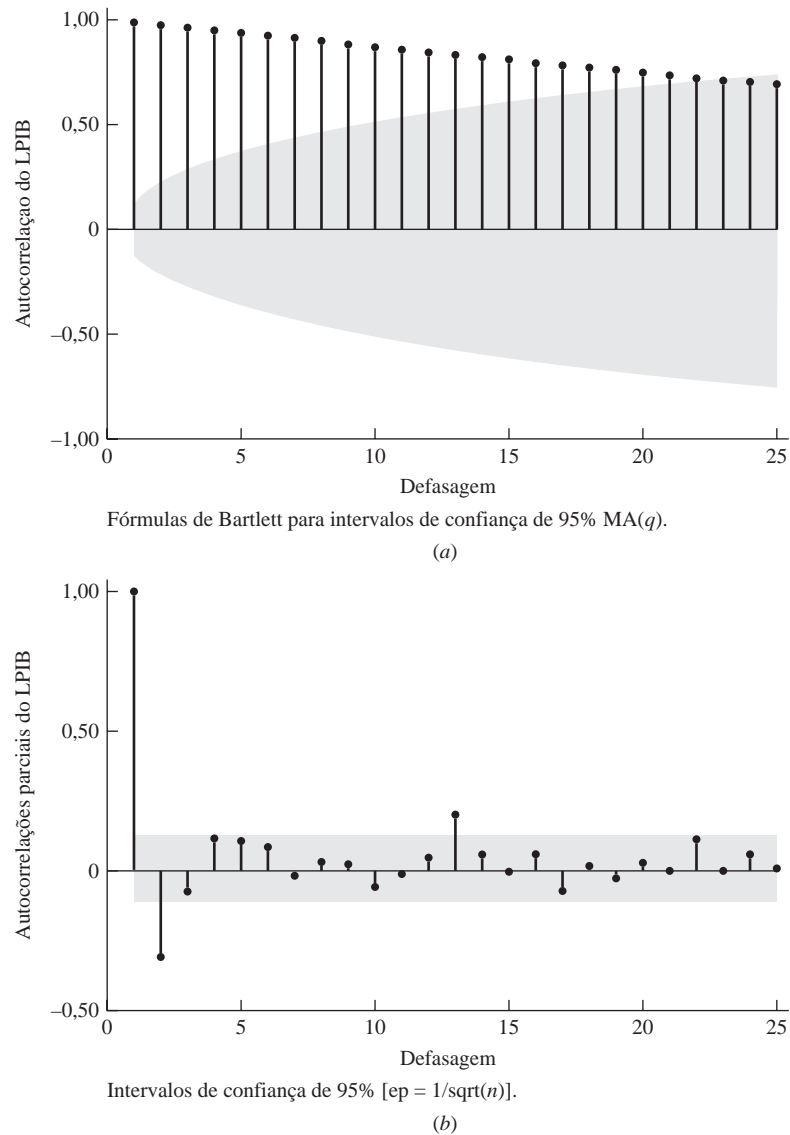 1,00
0,50
0
–0,50
–1,00
Autocorrelaçao do LPIB
0 5 10 15 20 25
Defasagem
Fórmulas de Bartlett para intervalos de confiança de 95% MA(q).
(a)
1,00
0,50
0
–0,50
Autocorrelações parciais do LPIB
0 5 10 15 20 25
Defasagem
Intervalos de confiança de 95% [ep = 1/sqrt(n)].
(b)